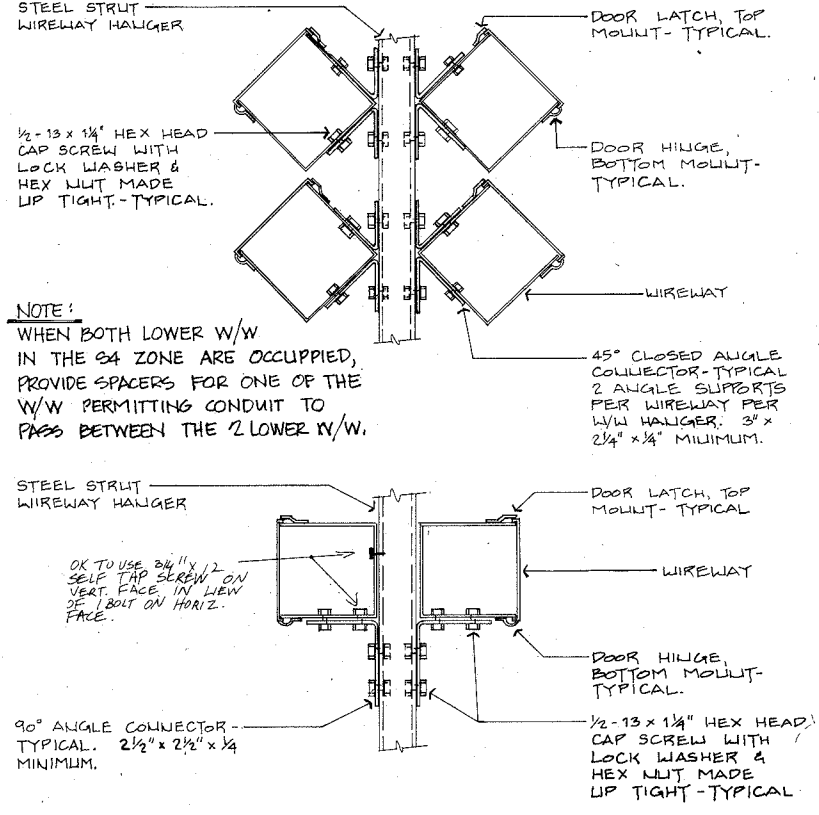 STEEL STRUT
WIREWAY HANGER
DOOR LATCH, TOP
MOUNT- TYPICAL.
1/2-13 x 1 1/4" HEX HEAD
CAP SCREW WITH
LOCK WASHER &
HEX NUT MADE
UP TIGHT.-TYPICAL.
DOOR HINGE,
BOTTOM MOUNT-
TYPICAL.
WIREWAY
NOTE:
WHEN BOTH LOWER W/W
IN THE S4 ZONE ARE OCCUPPIED,
PROVIDE SPACERS FOR ONE OF THE
W/W PERMITTING CONDUIT TO
PASS BETWEEN THE 2 LOWER W/W.
45° CLOSED ANGLE
CONNECTOR-TYPICAL
2 ANGLE SUPPORTS
PER WIREWAY PER
W/W HANGER. 3" x
2 1/4" x 1/4" MINIMUM.
STEEL STRUT
WIREWAY HANGER
DOOR LATCH, TOP
MOUNT- TYPICAL
OK TO USE 3/4" x 12
SELF TAP SCREW ON
VERT. FACE IN LIEW
OF 1 BOLT ON HORIZ.
FACE.
WIREWAY
DOOR HINGE,
BOTTOM MOUNT-
TYPICAL.
90° ANGLE CONNECTOR
TYPICAL. 2 1/2" x 2 1/2" x 1/4
MINIMUM.
1/2-13 x 1 1/4" HEX HEAD
CAP SCREW WITH
LOCK WASHER &
HEX NUT MADE
UP TIGHT-TYPICAL